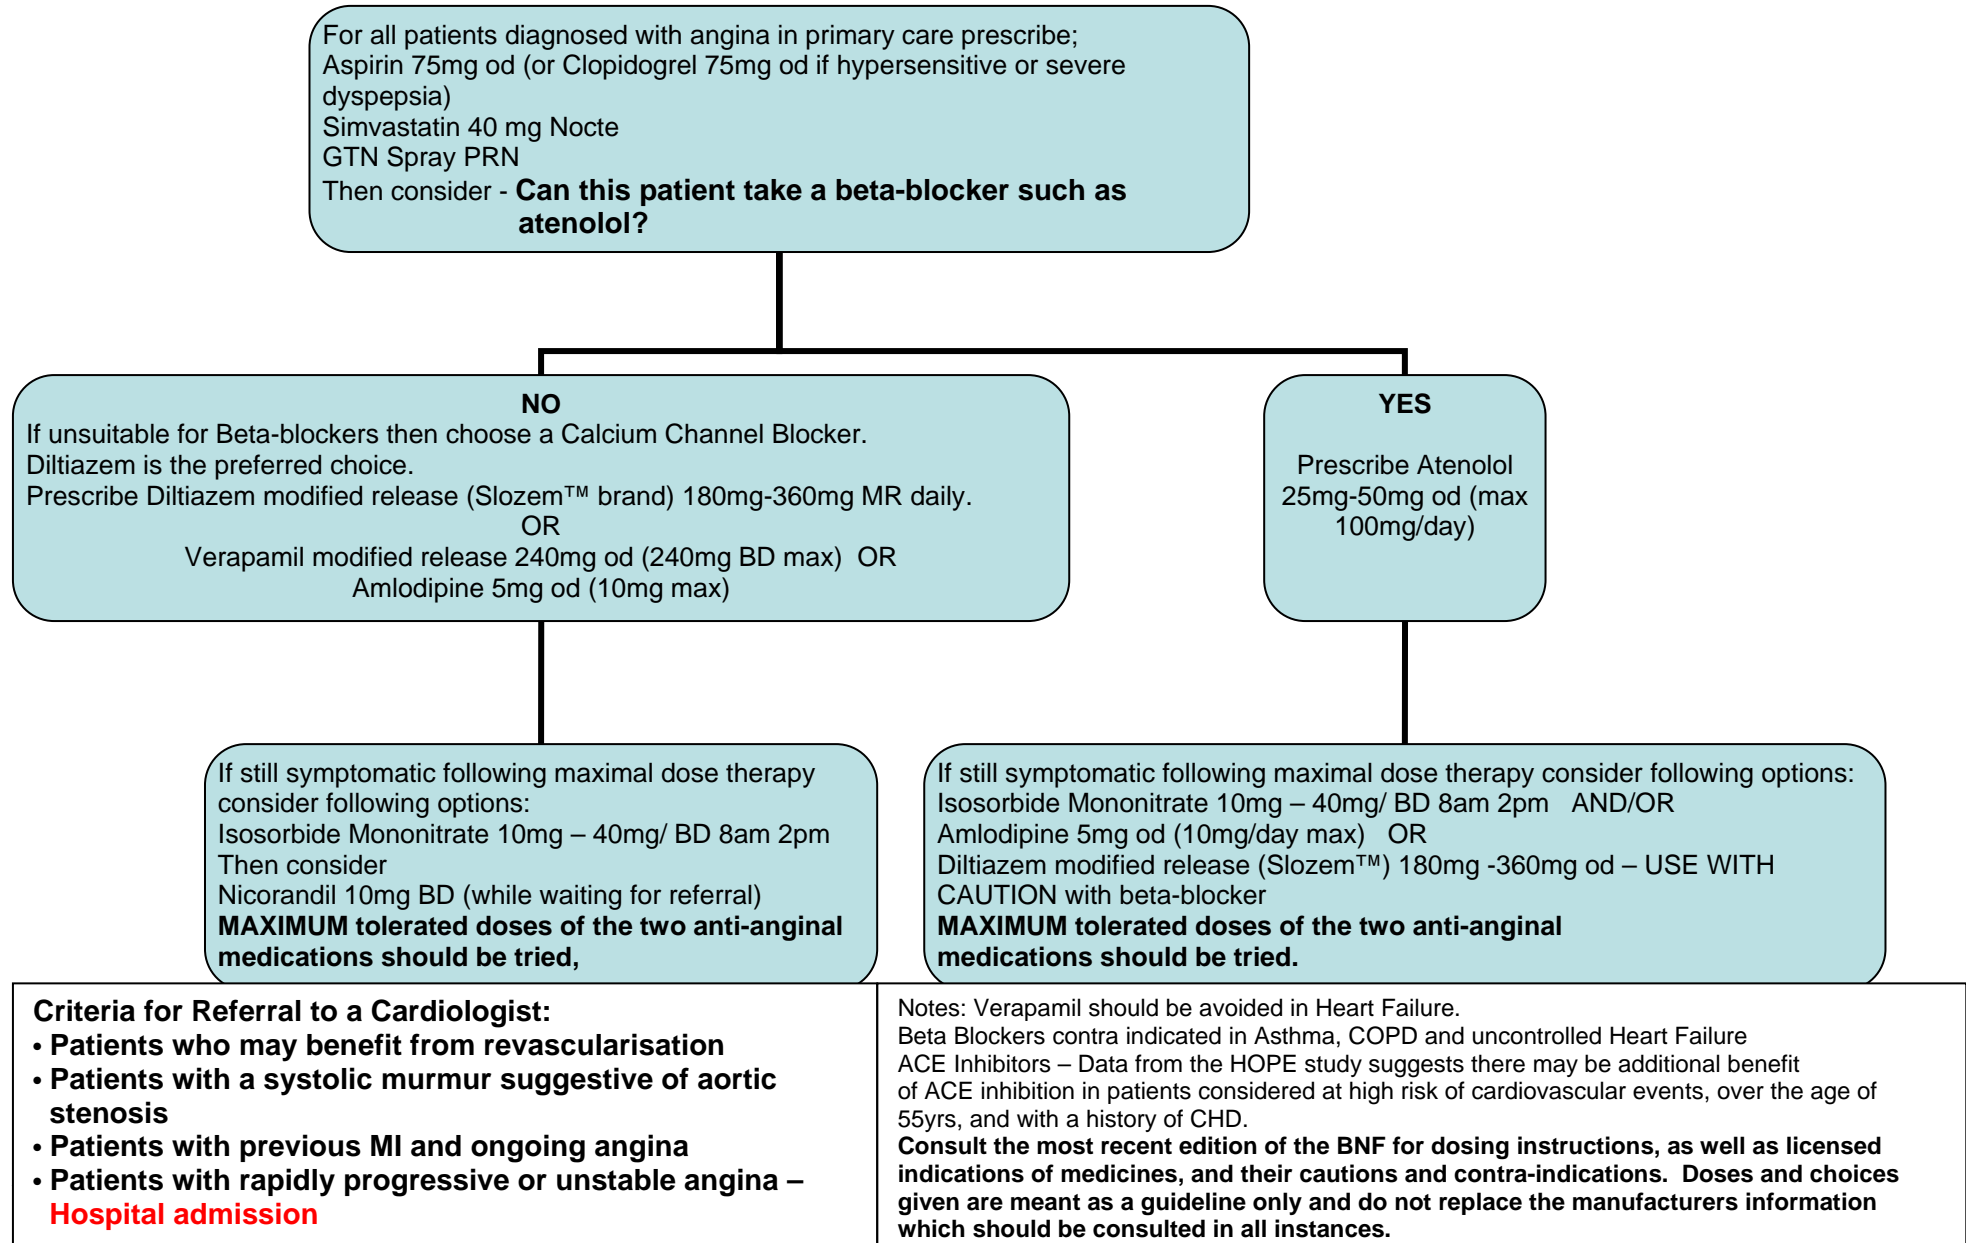 For all patients diagnosed with angina in primary care prescribe;
Aspirin 75mg od (or Clopidogrel 75mg od if hypersensitive or severe
dyspepsia)
Simvastatin 40 mg Nocte
GTN Spray PRN
Then consider - Can this patient take a beta-blocker such as
atenolol?
NO
If unsuitable for Beta-blockers then choose a Calcium Channel Blocker.
Diltiazem is the preferred choice.
Prescribe Diltiazem modified release (Slozem™ brand) 180mg-360mg MR daily.
OR
Verapamil modified release 240mg od (240mg BD max) OR
Amlodipine 5mg od (10mg max)
YES
Prescribe Atenolol
25mg-50mg od (max
100mg/day)
If still symptomatic following maximal dose therapy
consider following options:
Isosorbide Mononitrate 10mg – 40mg/ BD 8am 2pm
Then consider
Nicorandil 10mg BD (while waiting for referral)
MAXIMUM tolerated doses of the two anti-anginal
medications should be tried,
If still symptomatic following maximal dose therapy consider following options:
Isosorbide Mononitrate 10mg – 40mg/ BD 8am 2pm AND/OR
Amlodipine 5mg od (10mg/day max) OR
Diltiazem modified release (Slozem™) 180mg -360mg od – USE WITH
CAUTION with beta-blocker
MAXIMUM tolerated doses of the two anti-anginal
medications should be tried.
Criteria for Referral to a Cardiologist:
• Patients who may benefit from revascularisation
• Patients with a systolic murmur suggestive of aortic
stenosis
• Patients with previous MI and ongoing angina
• Patients with rapidly progressive or unstable angina –
Hospital admission
Notes: Verapamil should be avoided in Heart Failure.
Beta Blockers contra indicated in Asthma, COPD and uncontrolled Heart Failure
ACE Inhibitors – Data from the HOPE study suggests there may be additional benefit
of ACE inhibition in patients considered at high risk of cardiovascular events, over the age of
55yrs, and with a history of CHD.
Consult the most recent edition of the BNF for dosing instructions, as well as licensed
indications of medicines, and their cautions and contra-indications. Doses and choices
given are meant as a guideline only and do not replace the manufacturers information
which should be consulted in all instances.